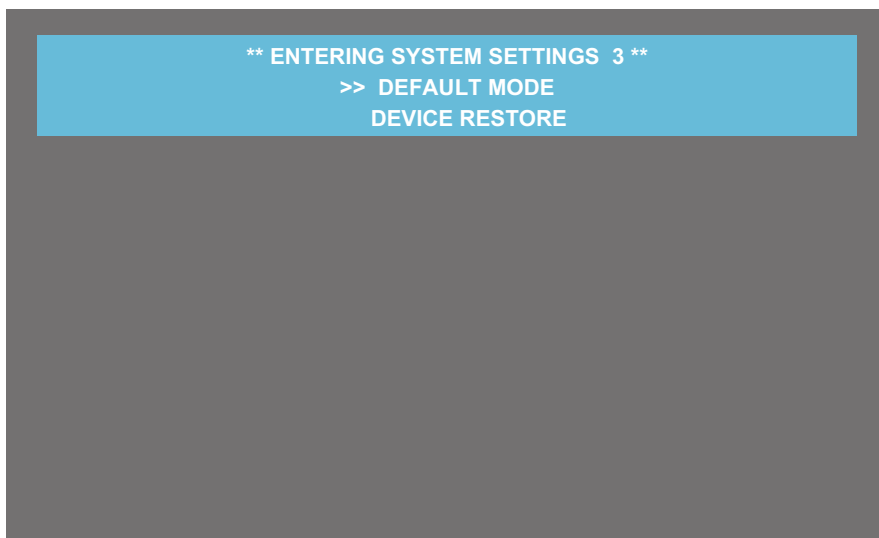 ** ENTERING SYSTEM SETTINGS  3 **
>>  DEFAULT MODE
DEVICE RESTORE